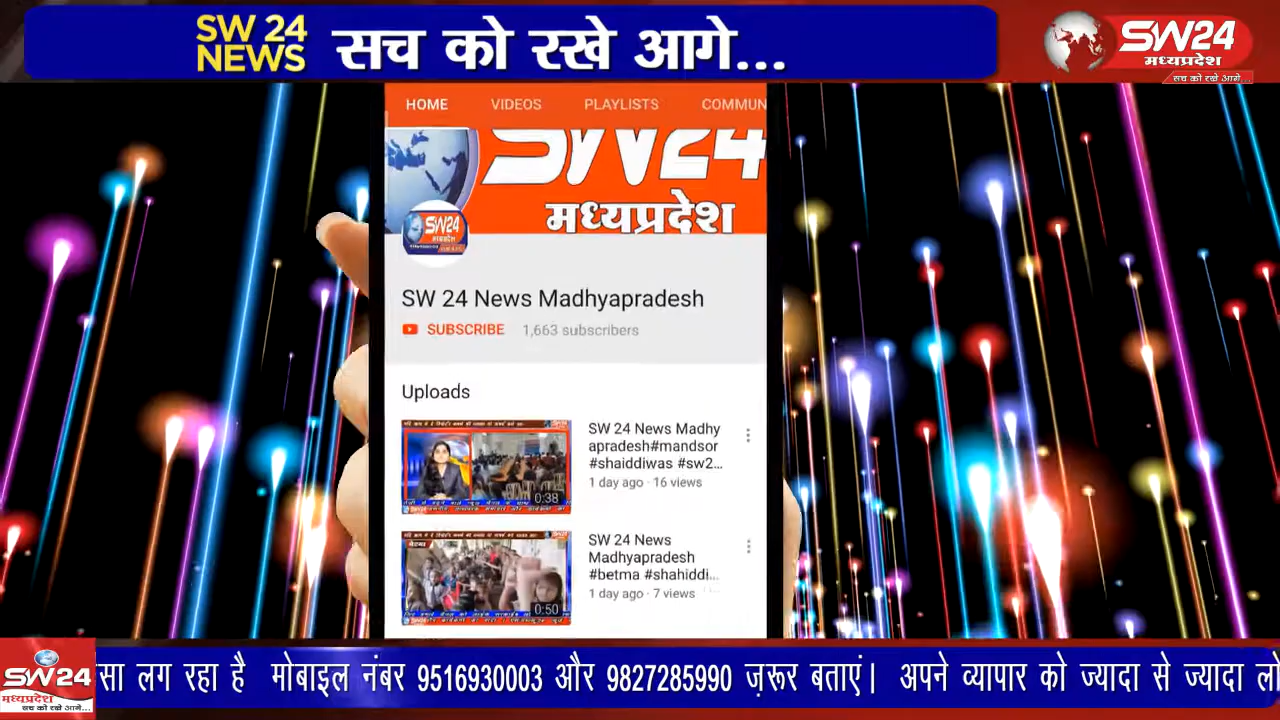 SW 24
NEWS
सच को रखे आगे...
SW24
मध्यप्रदेश
सच को रखे आगे...
HOME VIDEOS PLAYLISTS COMMUN
SW24
मध्यप्रदेश
SW24
SW 24 News Madhyapradesh
SUBSCRIBE 1,663 subscribers
Uploads
SW 24 News Madhy
apradesh#mandsor
#shaiddiwas #sw2...
1 day ago · 16 views
0:38
SW 24 News
Madhyapradesh
#betma #shahiddi...
1 day ago · 7 views
0:50
SW24
मध्यप्रदेश
सच को रखे आगे...
सा लग रहा है मोबाइल नंबर 9516930003 और 9827285990 ज़रूर बताएं। अपने व्यापार को ज्यादा से ज्यादा लो